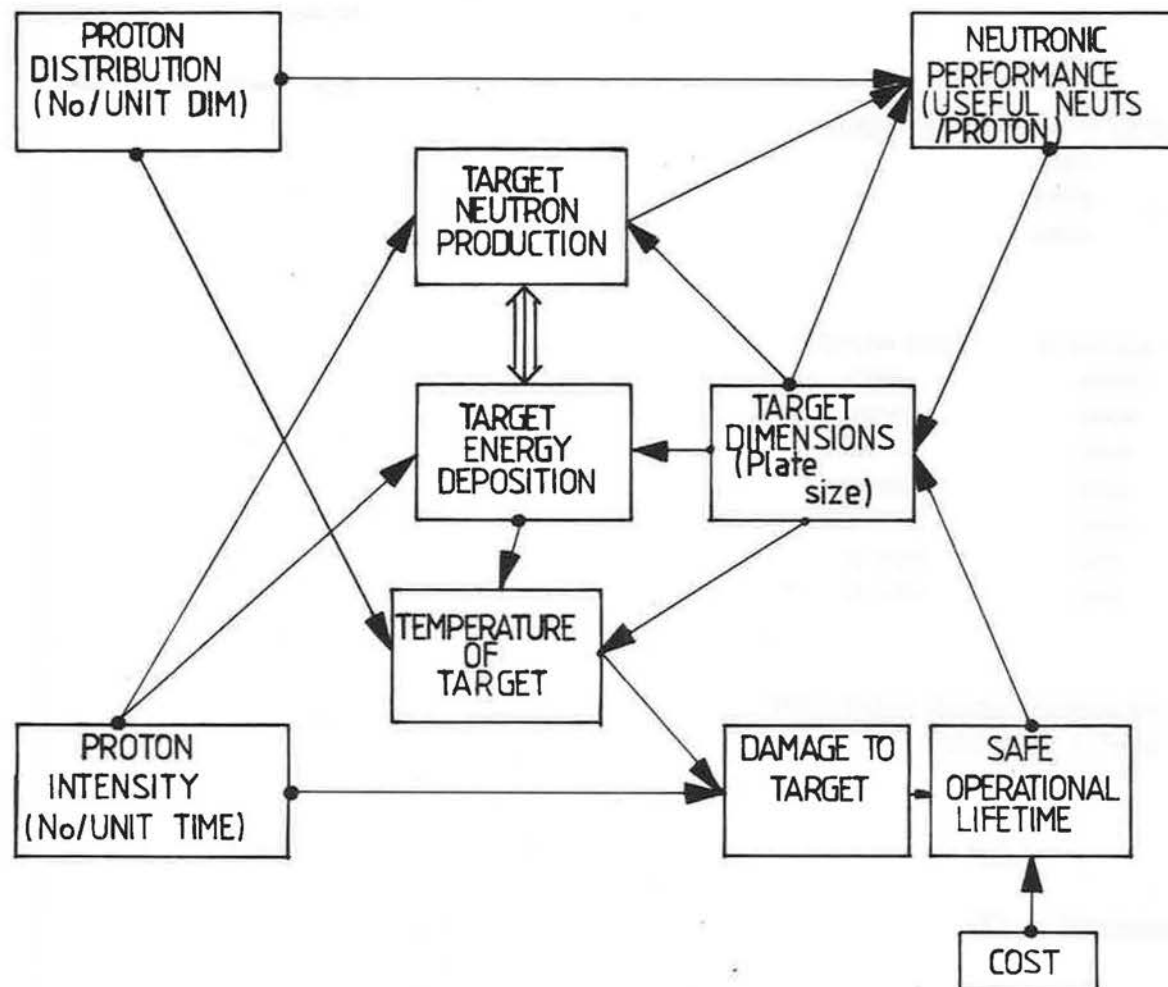 PROTON
DISTRIBUTION
(No/UNIT DIM)
NEUTRONIC
PERFORMANCE
(USEFUL NEUTS
/PROTON)
TARGET
NEUTRON
PRODUCTION
TARGET
ENERGY
DEPOSITION
TARGET
DIMENSIONS
(Plate
size)
TEMPERATURE
OF
TARGET
PROTON
INTENSITY
(No/UNIT TIME)
DAMAGE TO
TARGET
SAFE
OPERATIONAL
LIFETIME
COST